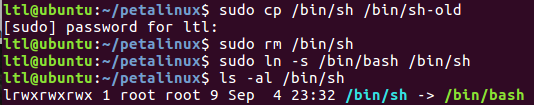 ltl@ubuntu:~/petalinux$ sudo cp /bin/sh /bin/sh-old
[sudo] password for ltl:
ltl@ubuntu:~/petalinux$ sudo rm /bin/sh
ltl@ubuntu:~/petalinux$ sudo ln -s /bin/bash /bin/sh
ltl@ubuntu:~/petalinux$ ls -al /bin/sh
lrwxrwxrwx 1 root root 9 Sep  4 23:32 /bin/sh -> /bin/bash